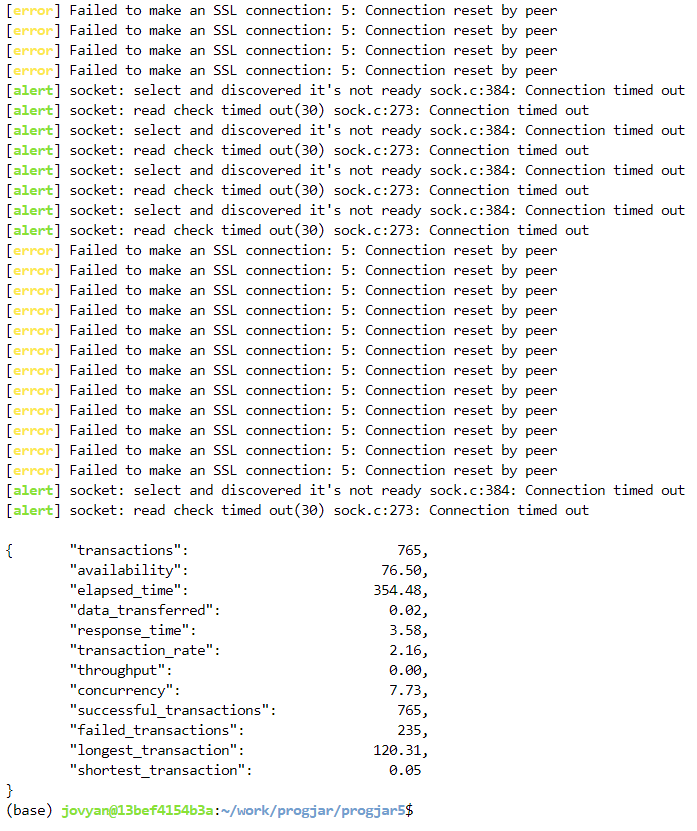 [error] Failed to make an SSL connection: 5: Connection reset by peer
[error] Failed to make an SSL connection: 5: Connection reset by peer
[error] Failed to make an SSL connection: 5: Connection reset by peer
[error] Failed to make an SSL connection: 5: Connection reset by peer
[alert] socket: select and discovered it's not ready sock.c:384: Connection timed out
[alert] socket: read check timed out(30) sock.c:273: Connection timed out
[alert] socket: select and discovered it's not ready sock.c:384: Connection timed out
[alert] socket: read check timed out(30) sock.c:273: Connection timed out
[alert] socket: select and discovered it's not ready sock.c:384: Connection timed out
[alert] socket: read check timed out(30) sock.c:273: Connection timed out
[alert] socket: select and discovered it's not ready sock.c:384: Connection timed out
[alert] socket: read check timed out(30) sock.c:273: Connection timed out
[error] Failed to make an SSL connection: 5: Connection reset by peer
[error] Failed to make an SSL connection: 5: Connection reset by peer
[error] Failed to make an SSL connection: 5: Connection reset by peer
[error] Failed to make an SSL connection: 5: Connection reset by peer
[error] Failed to make an SSL connection: 5: Connection reset by peer
[error] Failed to make an SSL connection: 5: Connection reset by peer
[error] Failed to make an SSL connection: 5: Connection reset by peer
[error] Failed to make an SSL connection: 5: Connection reset by peer
[error] Failed to make an SSL connection: 5: Connection reset by peer
[error] Failed to make an SSL connection: 5: Connection reset by peer
[error] Failed to make an SSL connection: 5: Connection reset by peer
[error] Failed to make an SSL connection: 5: Connection reset by peer
[alert] socket: select and discovered it's not ready sock.c:384: Connection timed out
[alert] socket: read check timed out(30) sock.c:273: Connection timed out
{ "transactions": 765,
"availability": 76.50,
"elapsed_time": 354.48,
"data_transferred": 0.02,
"response_time": 3.58,
"transaction_rate": 2.16,
"throughput": 0.00,
"concurrency": 7.73,
"successful_transactions": 765,
"failed_transactions": 235,
"longest_transaction": 120.31,
"shortest_transaction": 0.05
}
(base) jovyan@13bef4154b3a:~/work/progjar/progjar5$